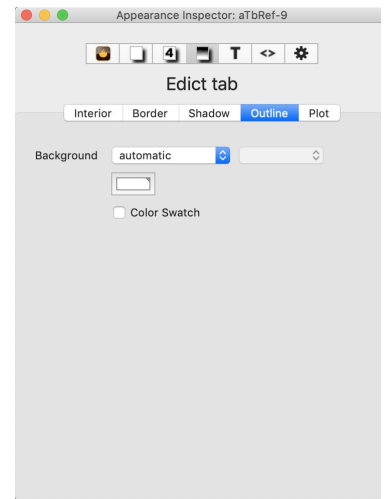 Appearance Inspector: aTbRef-9
4 T <>
Edict tab
Interior Border Shadow Outline Plot
Background automatic
Color Swatch